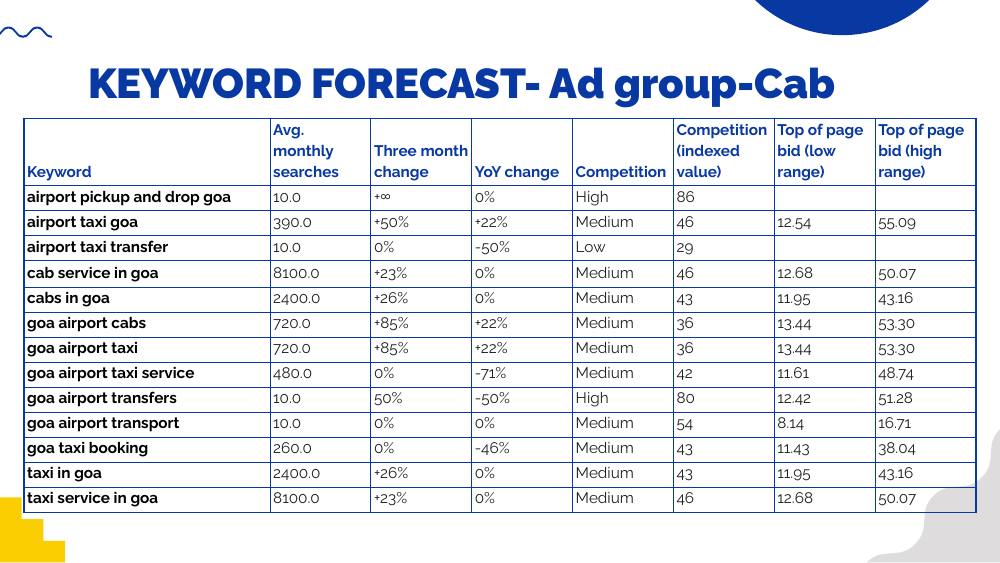 KEYWORD FORECAST- Ad group-Cab
Keyword Avg. monthly searches Three month change YoY change Competition Competition (indexed value) Top of page bid (low range) Top of page bid (high range)
airport pickup and drop goa 10.0 +∞ 0% High 86
airport taxi goa 390.0 +50% +22% Medium 46 12.54 55.09
airport taxi transfer 10.0 0% -50% Low 29
cab service in goa 8100.0 +23% 0% Medium 46 12.68 50.07
cabs in goa 2400.0 +26% 0% Medium 43 11.95 43.16
goa airport cabs 720.0 +85% +22% Medium 36 13.44 53.30
goa airport taxi 720.0 +85% +22% Medium 36 13.44 53.30
goa airport taxi service 480.0 0% -71% Medium 42 11.61 48.74
goa airport transfers 10.0 50% -50% High 80 12.42 51.28
goa airport transport 10.0 0% 0% Medium 54 8.14 16.71
goa taxi booking 260.0 0% -46% Medium 43 11.43 38.04
taxi in goa 2400.0 +26% 0% Medium 43 11.95 43.16
taxi service in goa 8100.0 +23% 0% Medium 46 12.68 50.07